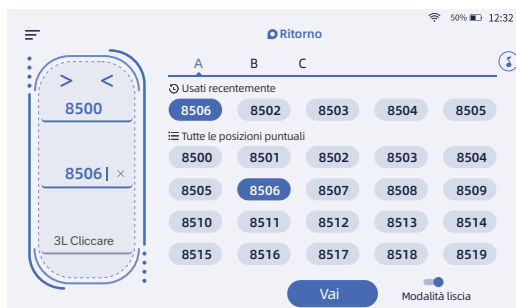 50% 12:32
Ritorno
A B C
> <
8500
8506 ×
3L Cliccare
Usati recentemente
8506 8502 8503 8504 8505
Tutte le posizioni puntuali
8500 8501 8502 8503 8504
8505 8506 8507 8508 8509
8510 8511 8512 8513 8514
8515 8516 8517 8518 8519
Vai
Modalità liscia